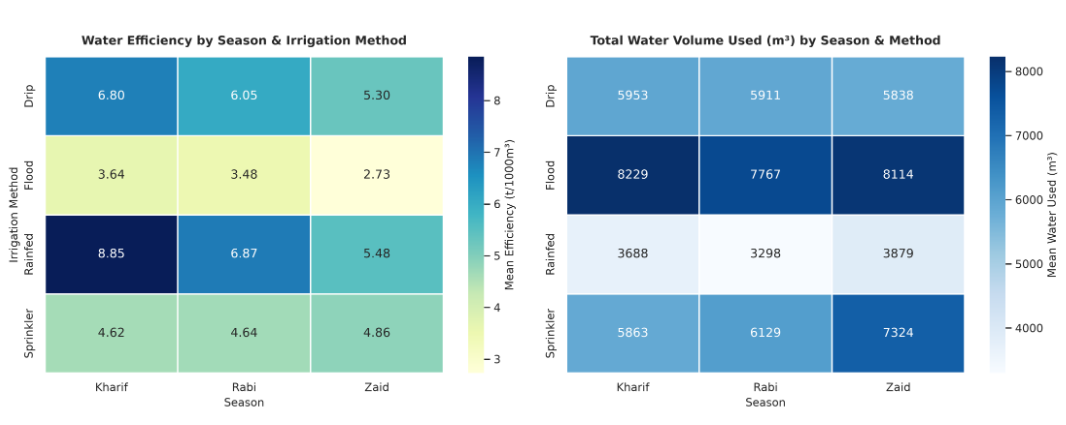 Water Efficiency by Season & Irrigation Method
Irrigation Method
Drip
6.80 6.05 5.30
Flood
3.64 3.48 2.73
Rainfed
8.85 6.87 5.48
Sprinkler
4.62 4.64 4.86
Kharif Rabi Zaid
Season
8
7
6
5
4
3
Mean Efficiency (t/1000m³)
Total Water Volume Used (m³) by Season & Method
Drip
5953 5911 5838
Flood
8229 7767 8114
Rainfed
3688 3298 3879
Sprinkler
5863 6129 7324
Kharif Rabi Zaid
Season
8000
7000
6000
5000
4000
Mean Water Used (m³)